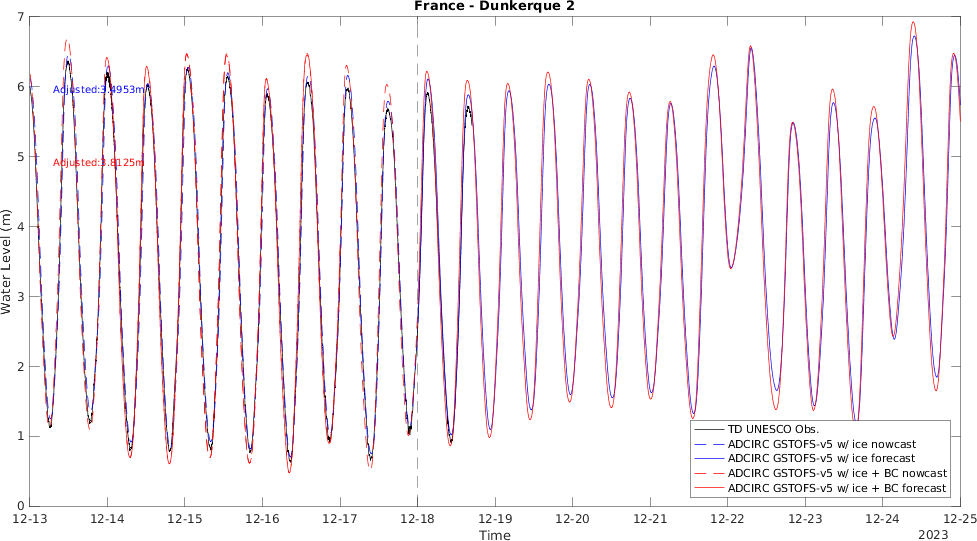 France - Dunkerque 2
7
6
5
4
3
2
1
0
Water Level (m)
Adjusted:3.4953m
Adjusted:3.8125m
TD UNESCO Obs.
ADCIRC GSTOFS-v5 w/ ice nowcast
ADCIRC GSTOFS-v5 w/ ice forecast
ADCIRC GSTOFS-v5 w/ ice + BC nowcast
ADCIRC GSTOFS-v5 w/ ice + BC forecast
12-13 12-14 12-15 12-16 12-17 12-18 12-19 12-20 12-21 12-22 12-23 12-24 12-25
Time
2023